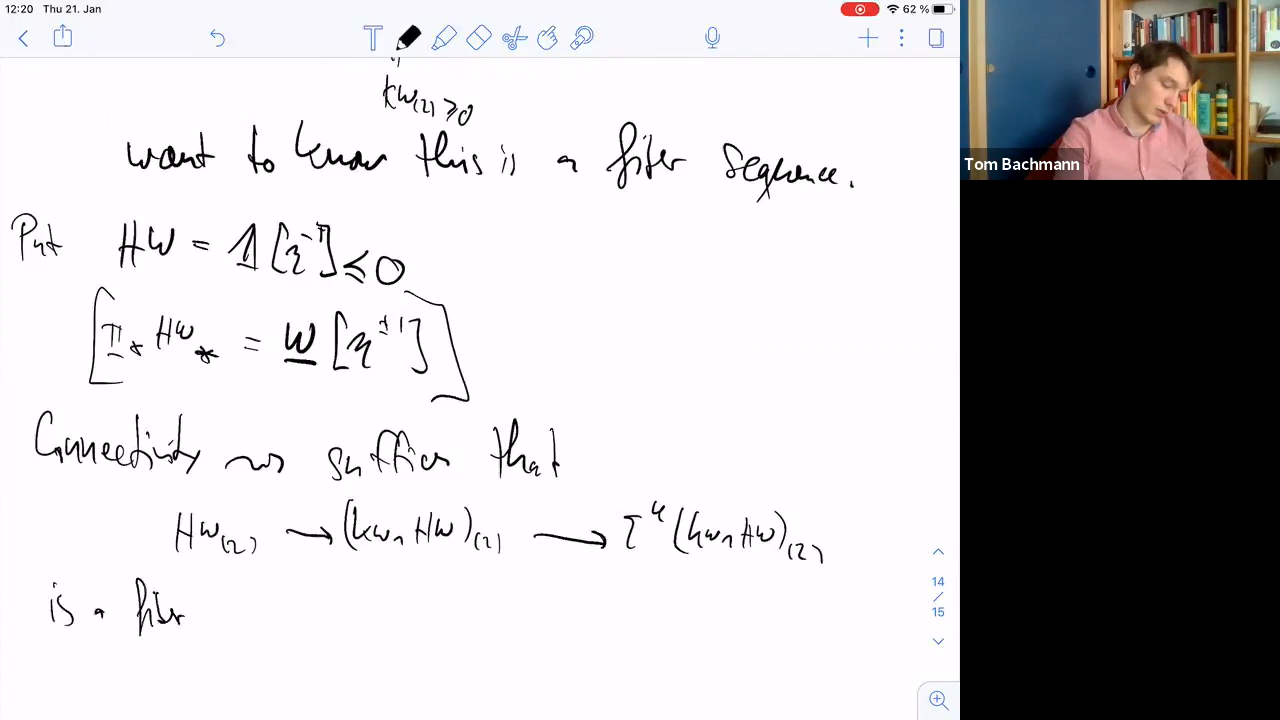 12:20 Thu 21. Jan
62 %
kw₍₂₎ ≥0
want to know this is a fiber sequence.
Put HW = 𝟙[η⁻¹]≤0
[π̲⋆ HW⋆ = W̲[η^±1]]
Connectivity ⇝ suffices that
HW₍₂₎ → (kw∧HW)₍₂₎ → Σ⁴(kw∧HW)₍₂₎
is a fiber
14
/
15
Tom Bachmann